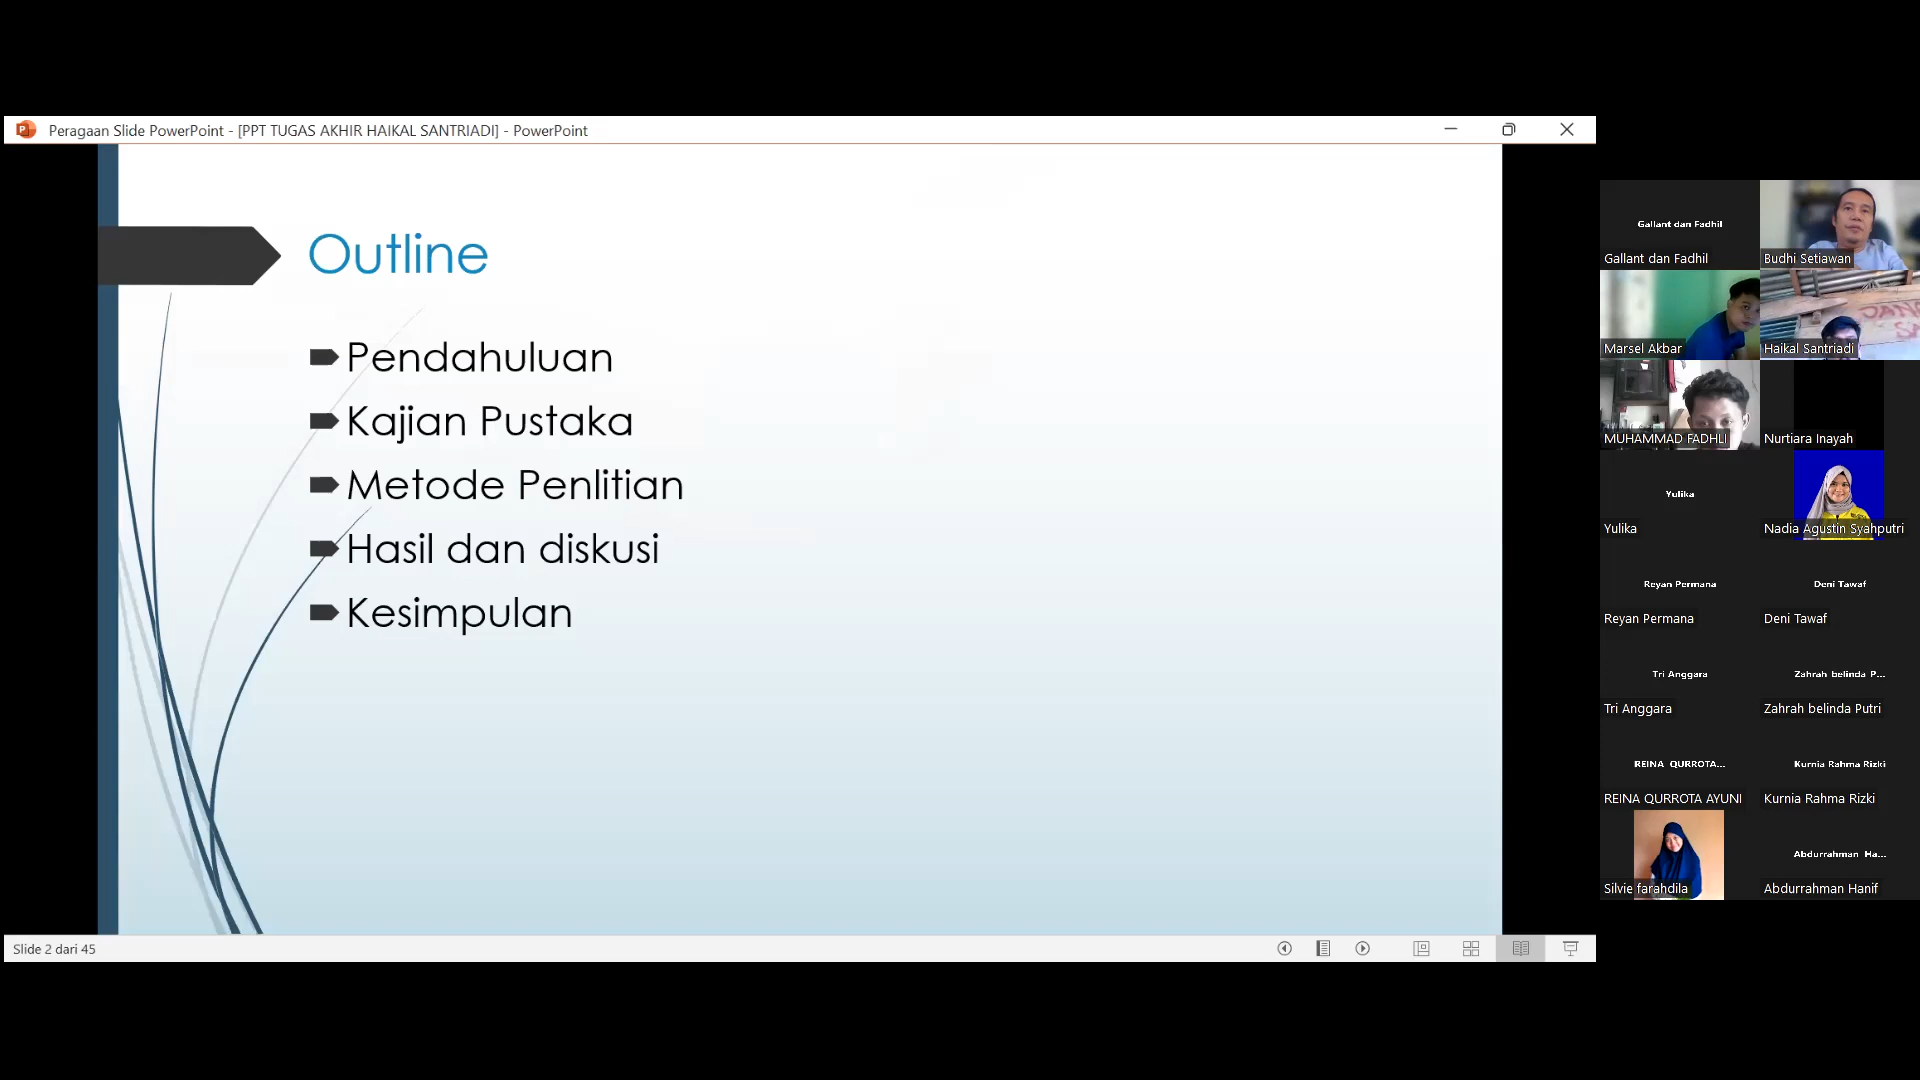 Peragaan Slide PowerPoint - [PPT TUGAS AKHIR HAIKAL SANTRIADI] - PowerPoint
Outline
Pendahuluan
Kajian Pustaka
Metode Penlitian
Hasil dan diskusi
Kesimpulan
Slide 2 dari 45
Gallant dan Fadhil
Gallant dan Fadhil
Budhi Setiawan
Marsel Akbar
JANG
SA
Haikal Santriadi
MUHAMMAD FADHLI
Nurtiara Inayah
Yulika
Yulika
Nadia Agustin Syahputri
Reyan Permana
Reyan Permana
Deni Tawaf
Deni Tawaf
Tri Anggara
Tri Anggara
Zahrah belinda P...
Zahrah belinda Putri
REINA QURROTA...
REINA QURROTA AYUNI
Kurnia Rahma Rizki
Kurnia Rahma Rizki
Silvie farahdila
Abdurrahman Ha...
Abdurrahman Hanif